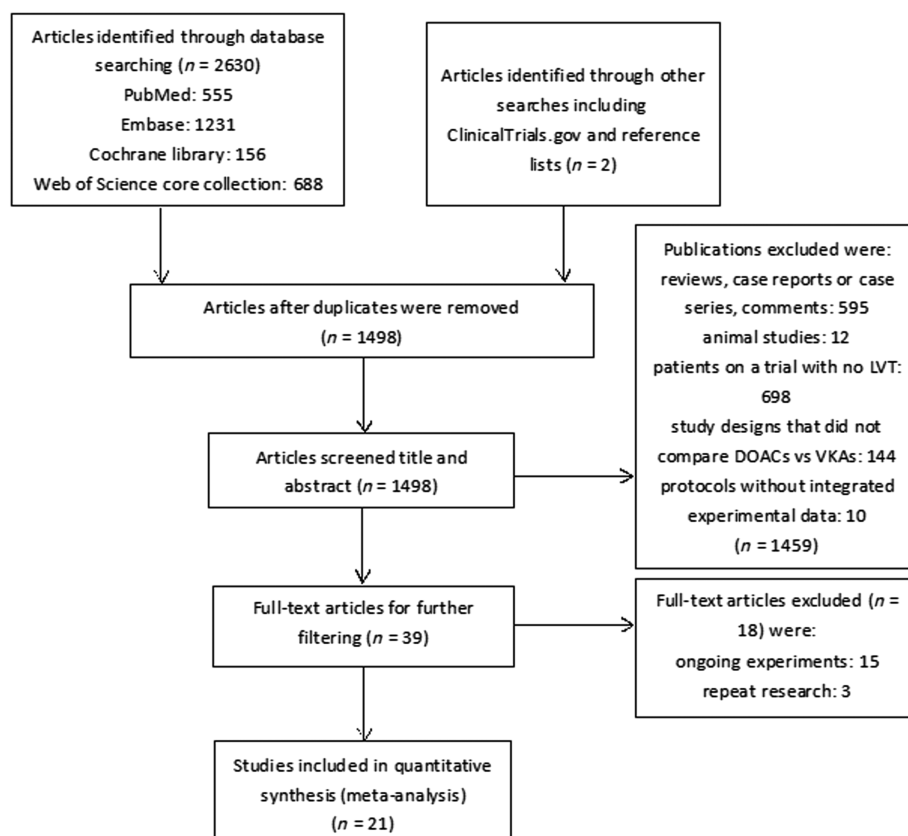 Articles identified through database
searching (n = 2630)
PubMed: 555
Embase: 1231
Cochrane library: 156
Web of Science core collection: 688
Articles identified through other
searches including
ClinicalTrials.gov and reference
lists (n = 2)
Articles after duplicates were removed
(n = 1498)
Publications excluded were:
reviews, case reports or case
series, comments: 595
animal studies: 12
patients on a trial with no LVT:
698
study designs that did not
compare DOACs vs VKAs: 144
protocols without integrated
experimental data: 10
(n = 1459)
Articles screened title and
abstract (n = 1498)
Full-text articles for further
filtering (n = 39)
Full-text articles excluded (n =
18) were:
ongoing experiments: 15
repeat research: 3
Studies included in quantitative
synthesis (meta-analysis)
(n = 21)